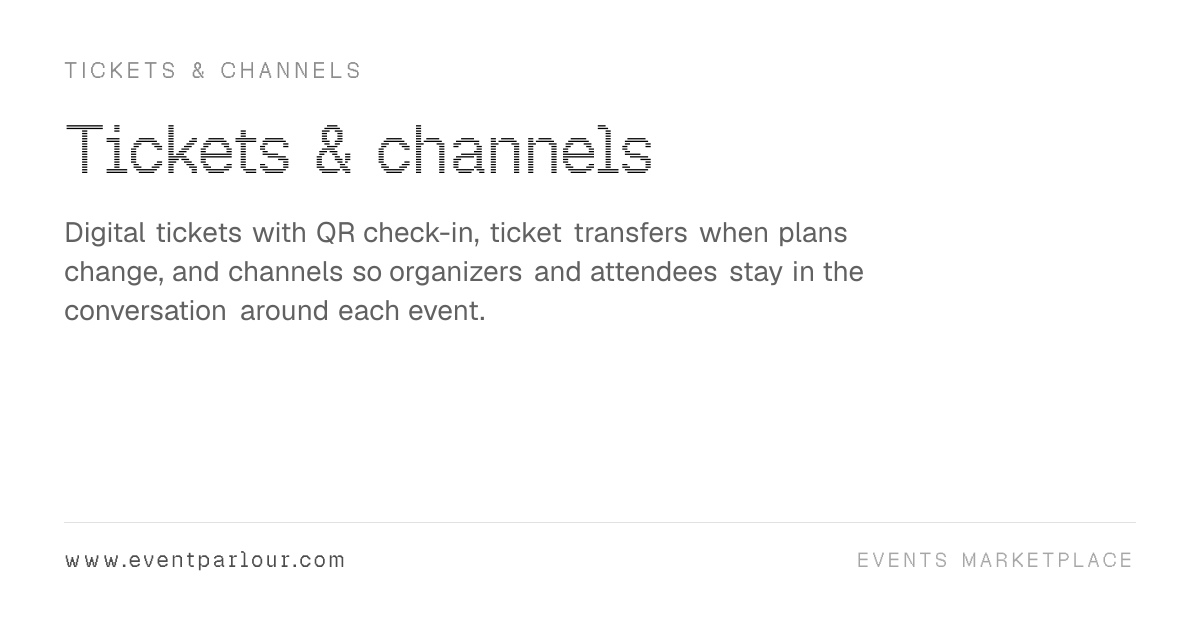 TICKETS & CHANNELS
Tickets & channels
Digital tickets with QR check-in, ticket transfers when plans
change, and channels so organizers and attendees stay in the
conversation around each event.
www.eventparlour.com
EVENTS MARKETPLACE